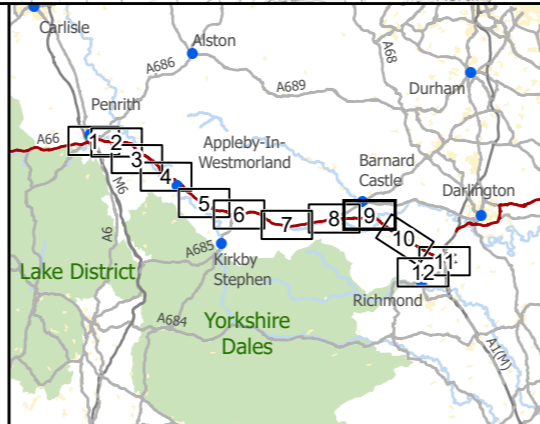 Carlisle
Alston
A686
A689
A68
Durham
Penrith
A66
1
2
3
4
5
6
7
8
9
10
11
12
Appleby-In-
Westmorland
Barnard
Castle
Darlington
M6
A6
A685
Kirkby
Stephen
Lake District
Richmond
A684
Yorkshire
Dales
A1(M)